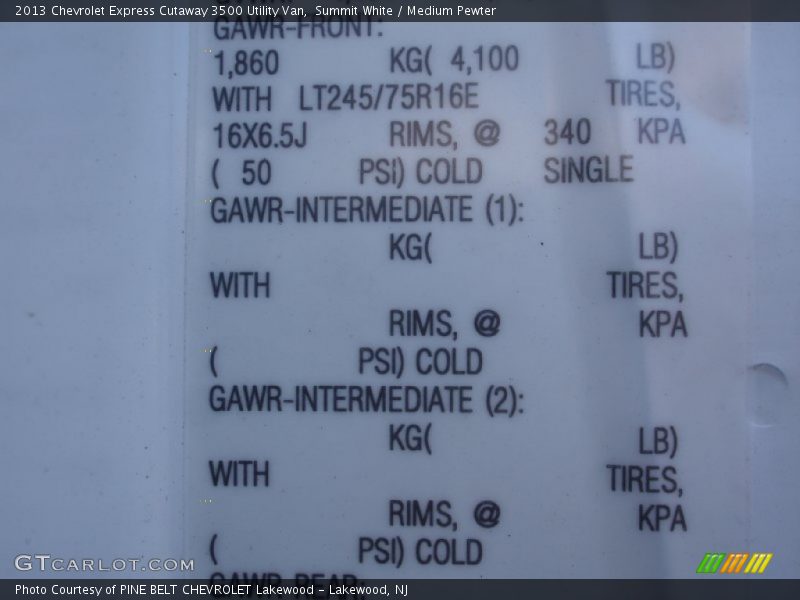 2013 Chevrolet Express Cutaway 3500 Utility Van, Summit White / Medium Pewter
GAWR-FRONT:
1,860 KG( 4,100 LB)
WITH LT245/75R16E TIRES,
16X6.5J RIMS, @ 340 KPA
( 50 PSI) COLD SINGLE
GAWR-INTERMEDIATE (1):
KG( LB)
WITH TIRES,
RIMS, @ KPA
( PSI) COLD
GAWR-INTERMEDIATE (2):
KG( LB)
WITH TIRES,
RIMS, @ KPA
( PSI) COLD
GAWR-REAR:
GTCARLOT.COM
Photo Courtesy of PINE BELT CHEVROLET Lakewood - Lakewood, NJ